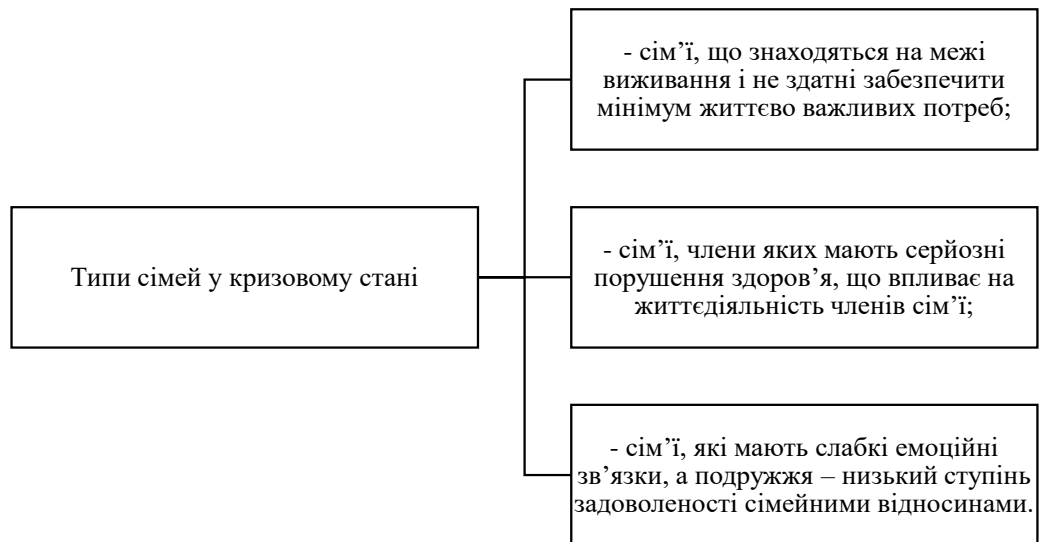 Типи сімей у кризовому стані
- сім’ї, що знаходяться на межі
виживання і не здатні забезпечити
мінімум життєво важливих потреб;
- сім’ї, члени яких мають серйозні
порушення здоров’я, що впливає на
життєдіяльність членів сім’ї;
- сім’ї, які мають слабкі емоційні
зв’язки, а подружжя – низький ступінь
задоволеності сімейними відносинами.